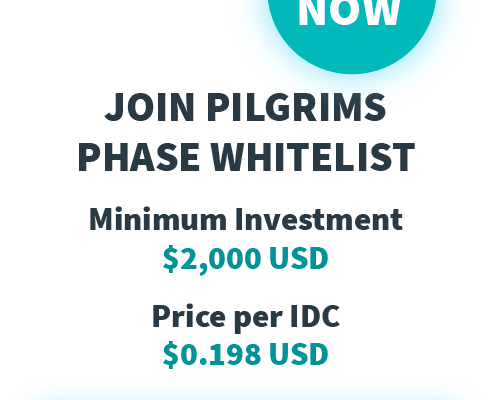 NOW
JOIN PILGRIMS
PHASE WHITELIST
Minimum Investment
$2,000 USD
Price per IDC
$0.198 USD